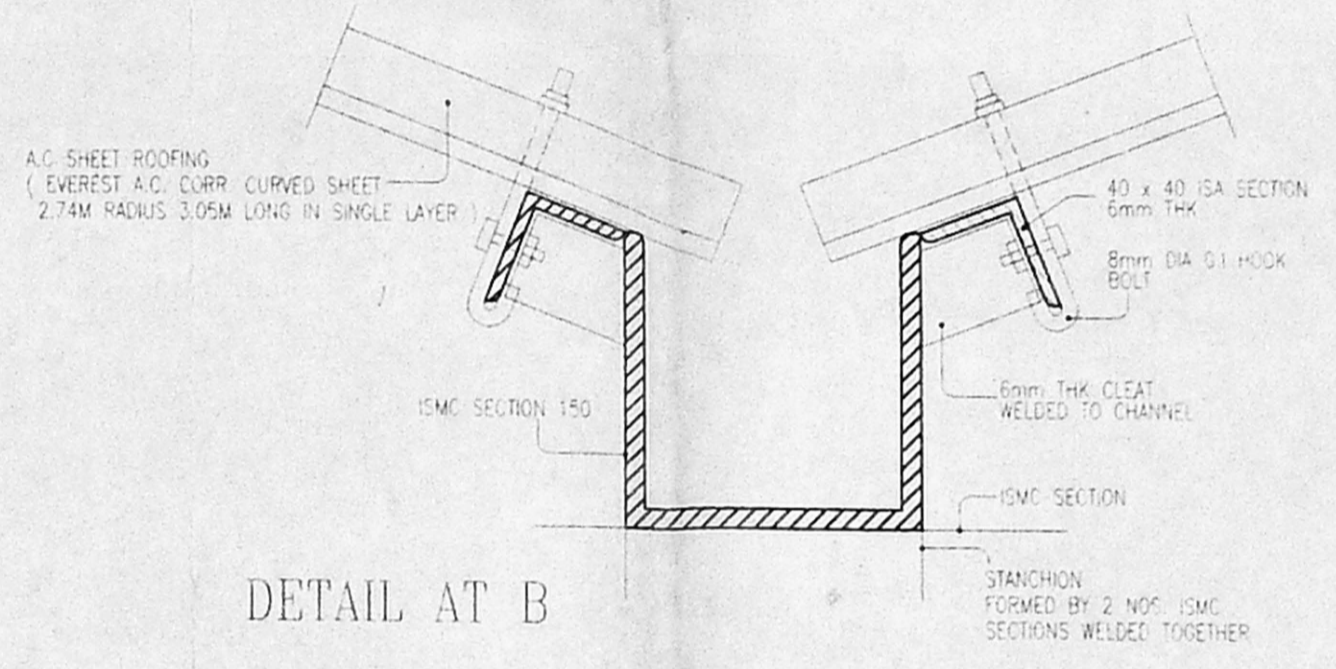 A.C. SHEET ROOFING
( EVEREST A.C. CORR. CURVED SHEET
2.74M RADIUS 3.05M LONG IN SINGLE LAYER )
40 x 40 ISA SECTION
6mm THK
8mm DIA G.I HOOK
BOLT
ISMC SECTION 150
6mm THK CLEAT
WELDED TO CHANNEL
ISMC SECTION
STANCHION
FORMED BY 2 NOS. ISMC
SECTIONS WELDED TOGETHER
DETAIL AT B